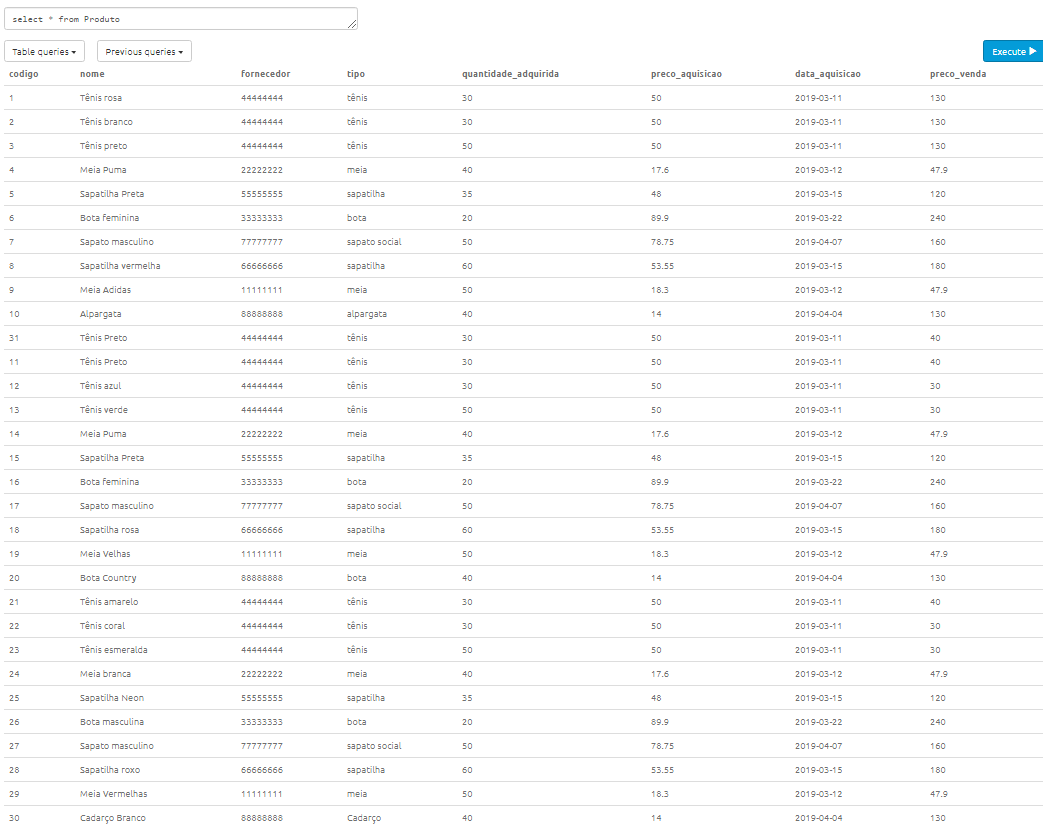 select * from Produto
Table queries Previous queries Execute
codigo nome fornecedor tipo quantidade_adquirida preco_aquisicao data_aquisicao preco_venda
1 Tênis rosa 44444444 tênis 30 50 2019-03-11 130
2 Tênis branco 44444444 tênis 30 50 2019-03-11 130
3 Tênis preto 44444444 tênis 50 50 2019-03-11 130
4 Meia Puma 22222222 meia 40 17.6 2019-03-12 47.9
5 Sapatilha Preta 55555555 sapatilha 35 48 2019-03-15 120
6 Bota feminina 33333333 bota 20 89.9 2019-03-22 240
7 Sapato masculino 77777777 sapato social 50 78.75 2019-04-07 160
8 Sapatilha vermelha 66666666 sapatilha 60 53.55 2019-03-15 180
9 Meia Adidas 11111111 meia 50 18.3 2019-03-12 47.9
10 Alpargata 88888888 alpargata 40 14 2019-04-04 130
31 Tênis Preto 44444444 tênis 30 50 2019-03-11 40
11 Tênis Preto 44444444 tênis 30 50 2019-03-11 40
12 Tênis azul 44444444 tênis 30 50 2019-03-11 30
13 Tênis verde 44444444 tênis 50 50 2019-03-11 30
14 Meia Puma 22222222 meia 40 17.6 2019-03-12 47.9
15 Sapatilha Preta 55555555 sapatilha 35 48 2019-03-15 120
16 Bota feminina 33333333 bota 20 89.9 2019-03-22 240
17 Sapato masculino 77777777 sapato social 50 78.75 2019-04-07 160
18 Sapatilha rosa 66666666 sapatilha 60 53.55 2019-03-15 180
19 Meia Velhas 11111111 meia 50 18.3 2019-03-12 47.9
20 Bota Country 88888888 bota 40 14 2019-04-04 130
21 Tênis amarelo 44444444 tênis 30 50 2019-03-11 40
22 Tênis coral 44444444 tênis 30 50 2019-03-11 30
23 Tênis esmeralda 44444444 tênis 50 50 2019-03-11 30
24 Meia branca 22222222 meia 40 17.6 2019-03-12 47.9
25 Sapatilha Neon 55555555 sapatilha 35 48 2019-03-15 120
26 Bota masculina 33333333 bota 20 89.9 2019-03-22 240
27 Sapato masculino 77777777 sapato social 50 78.75 2019-04-07 160
28 Sapatilha roxo 66666666 sapatilha 60 53.55 2019-03-15 180
29 Meia Vermelhas 11111111 meia 50 18.3 2019-03-12 47.9
30 Cadarço Branco 88888888 Cadarço 40 14 2019-04-04 130